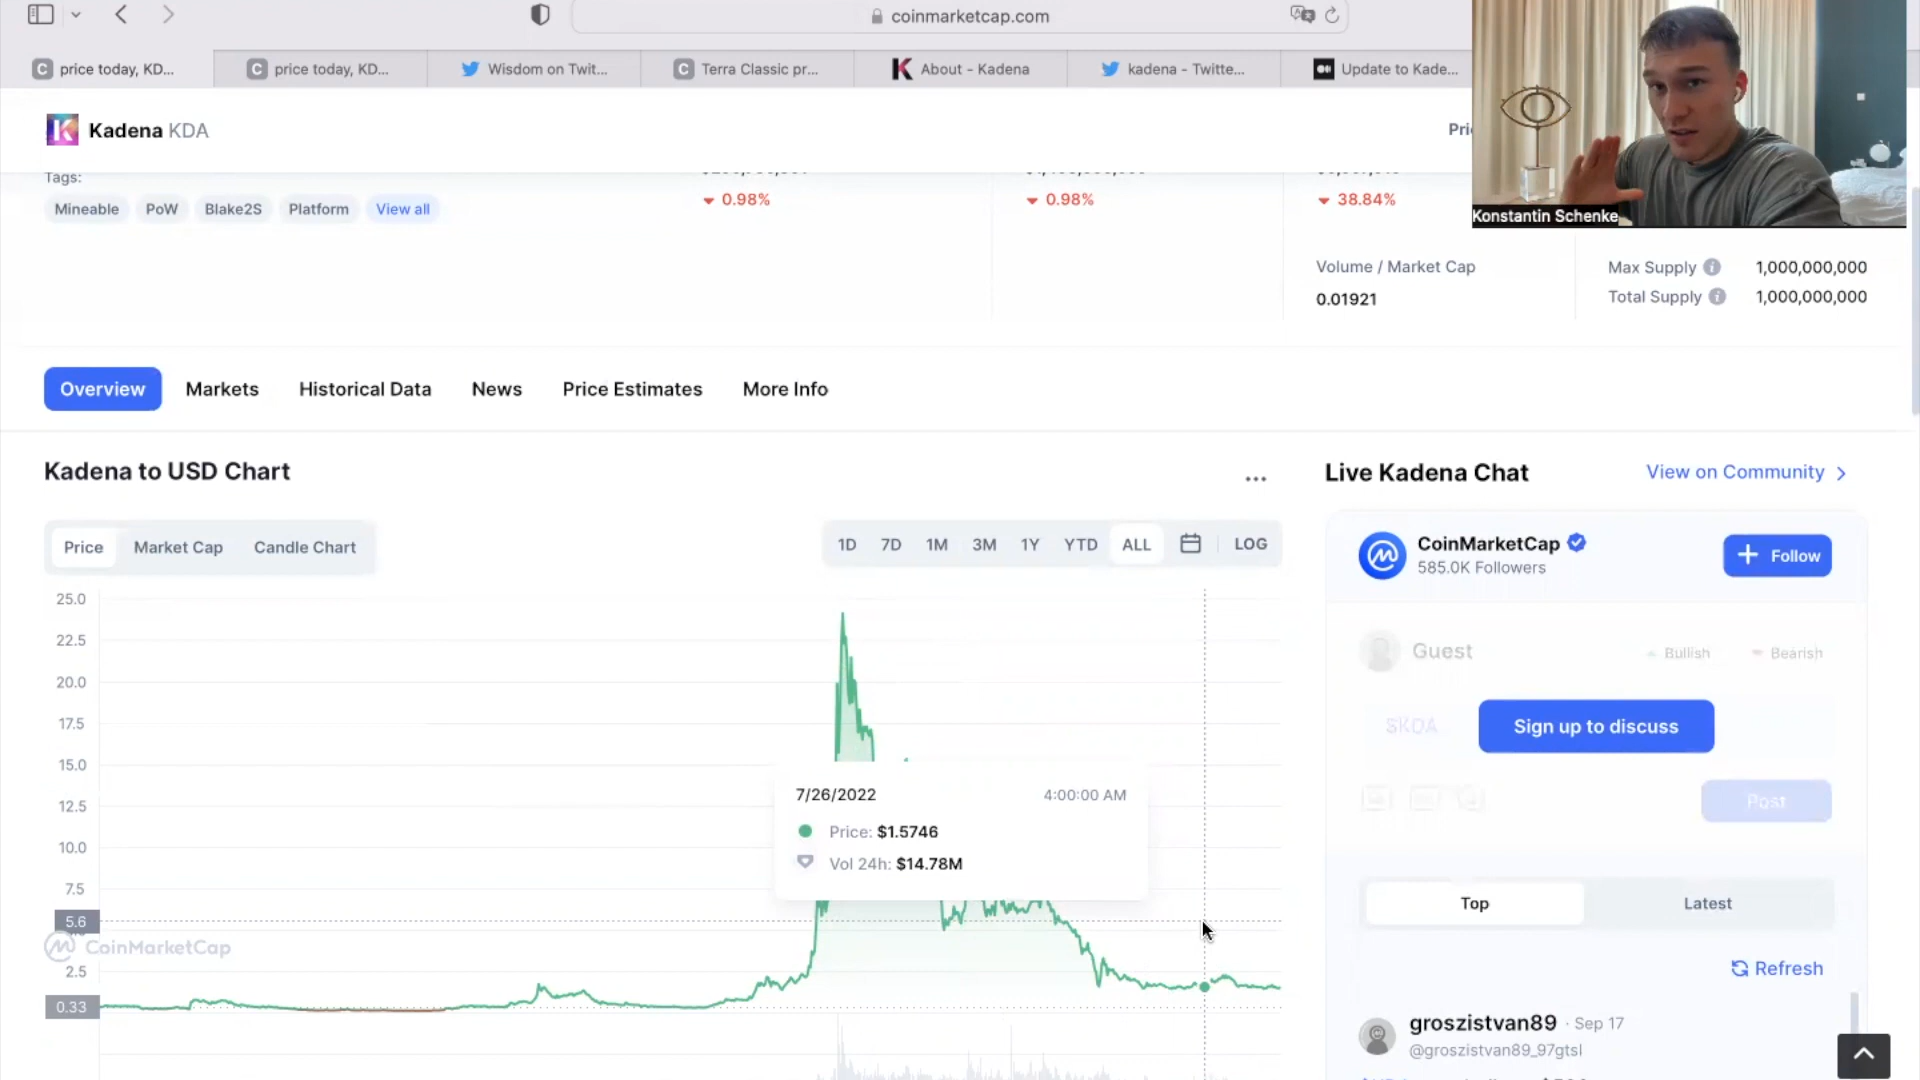 coinmarketcap.com
price today, KD...
price today, KD...
Wisdom on Twit...
Terra Classic pr...
About - Kadena
kadena - Twitte...
Update to Kade...
Kadena KDA
Konstantin Schenke
Tags:
Mineable
PoW
Blake2S
Platform
View all
0.98%
0.98%
38.84%
Volume / Market Cap
0.01921
Max Supply 1,000,000,000
Total Supply 1,000,000,000
Overview
Markets
Historical Data
News
Price Estimates
More Info
Kadena to USD Chart
...
Price
Market Cap
Candle Chart
1D
7D
1M
3M
1Y
YTD
ALL
LOG
25.0
22.5
20.0
17.5
15.0
12.5
10.0
7.5
5.6
2.5
0.33
CoinMarketCap
7/26/2022 4:00:00 AM
Price: $1.5746
Vol 24h: $14.78M
Live Kadena Chat
View on Community
CoinMarketCap
585.0K Followers
Follow
Guest
Bullish
Bearish
$KDA
Sign up to discuss
Post
Top
Latest
Refresh
groszistvan89 · Sep 17
@groszistvan89_97gtsl